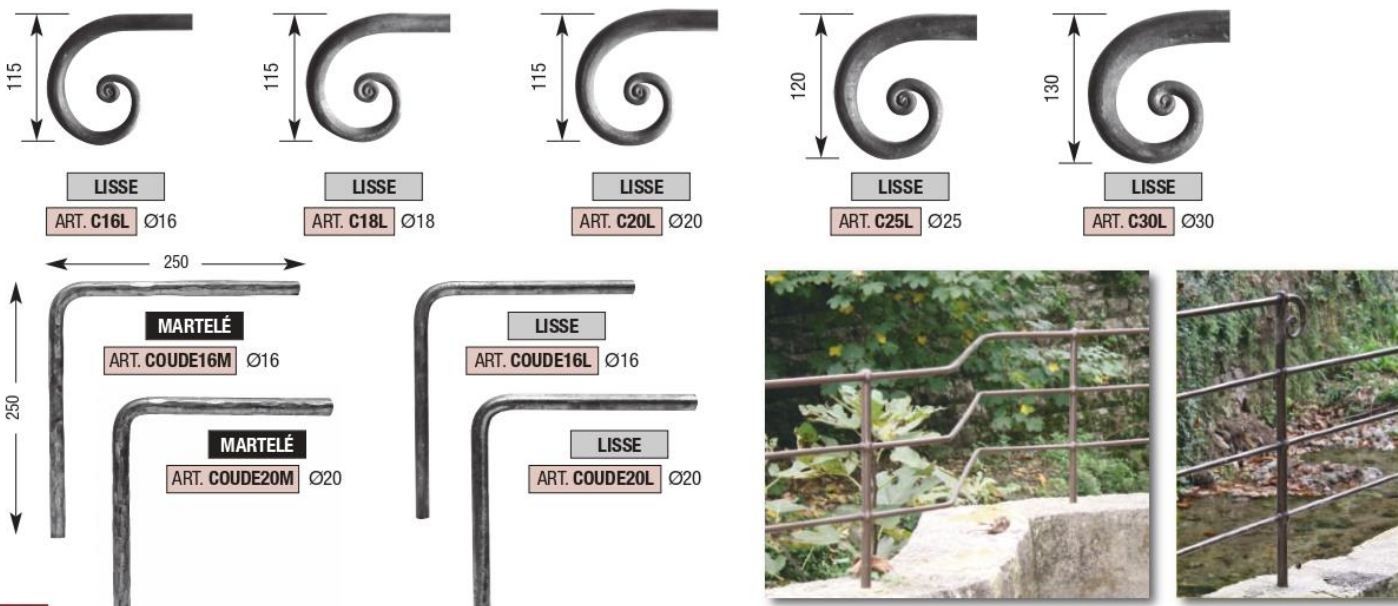 115
115
115
120
130
LISSE
LISSE
LISSE
LISSE
LISSE
ART. C16L Ø16
ART. C18L Ø18
ART. C20L Ø20
ART. C25L Ø25
ART. C30L Ø30
250
250
MARTELÉ
ART. COUDE16M Ø16
LISSE
ART. COUDE16L Ø16
MARTELÉ
ART. COUDE20M Ø20
LISSE
ART. COUDE20L Ø20